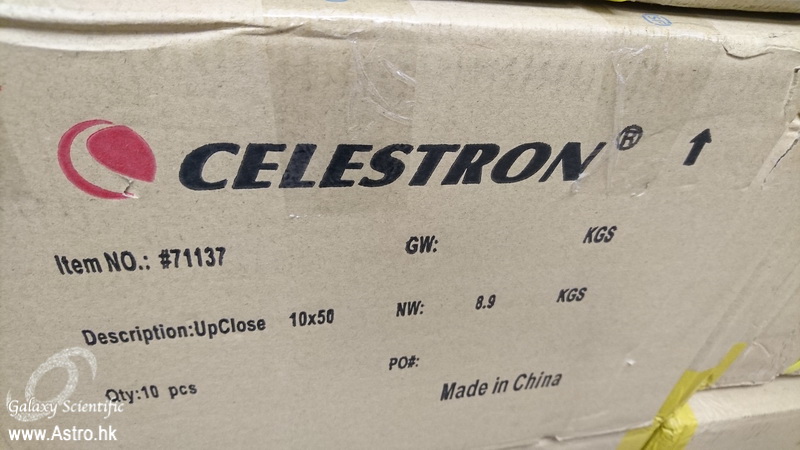 CELESTRON®
Item NO.: #71137
GW: KGS
Description:UpClose 10x50
NW: 8.9 KGS
PO#:
Qty:10 pcs
Made in China
Galaxy Scientific
www.Astro.hk